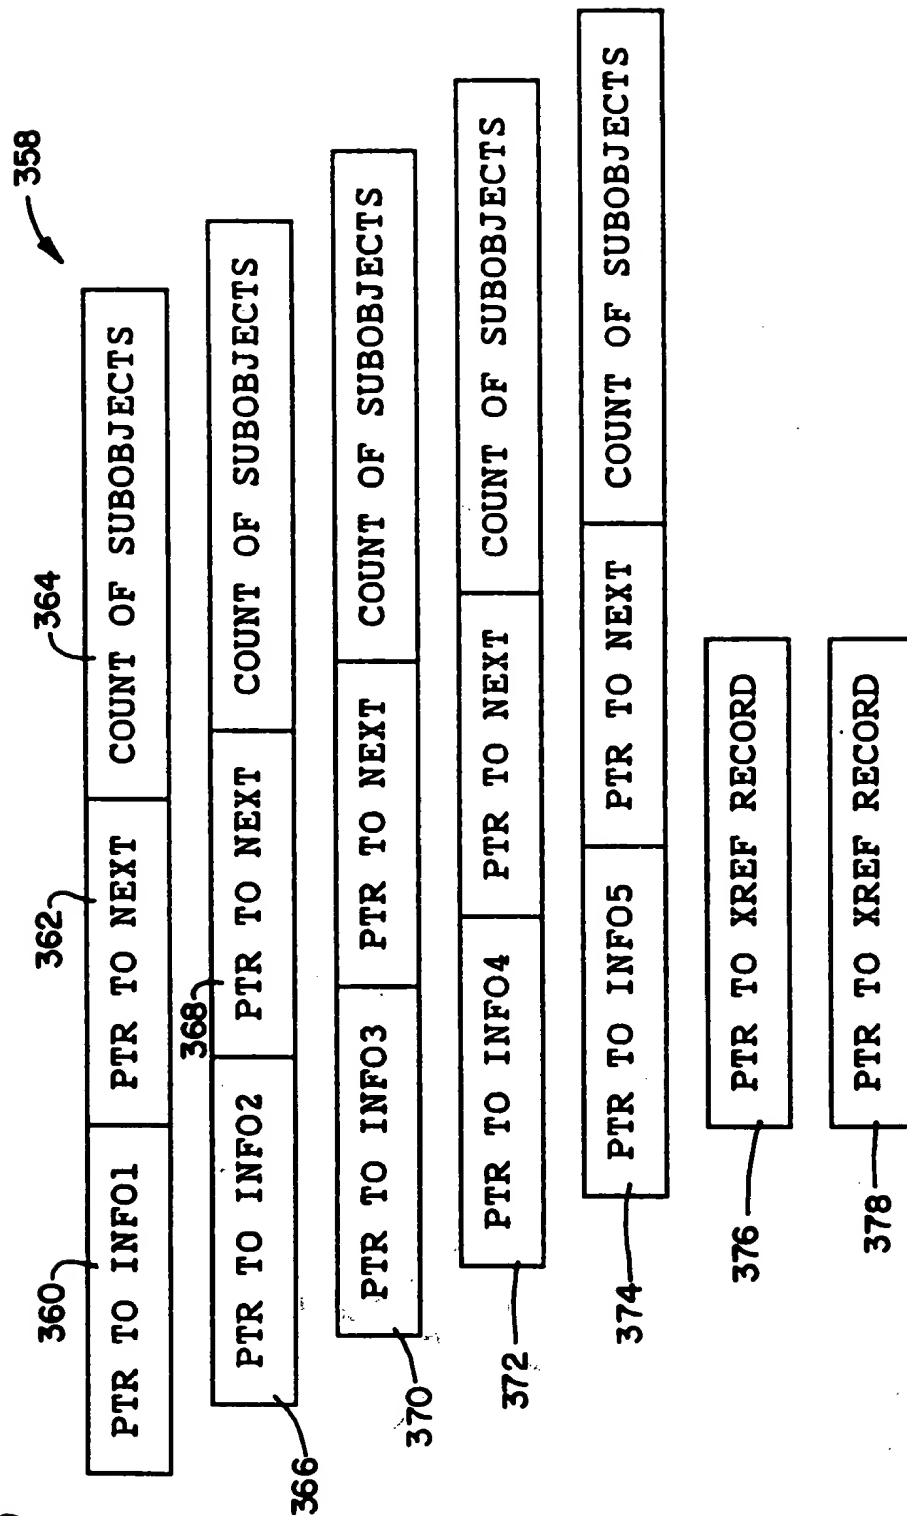 358
360 362 364
PTR TO INFO1 PTR TO NEXT COUNT OF SUBOBJECTS
368
PTR TO INFO2 PTR TO NEXT COUNT OF SUBOBJECTS
366
PTR TO INFO3 PTR TO NEXT COUNT OF SUBOBJECTS
370
PTR TO INFO4 PTR TO NEXT COUNT OF SUBOBJECTS
372
PTR TO INFO5 PTR TO NEXT COUNT OF SUBOBJECTS
374
PTR TO XREF RECORD
376
PTR TO XREF RECORD
378